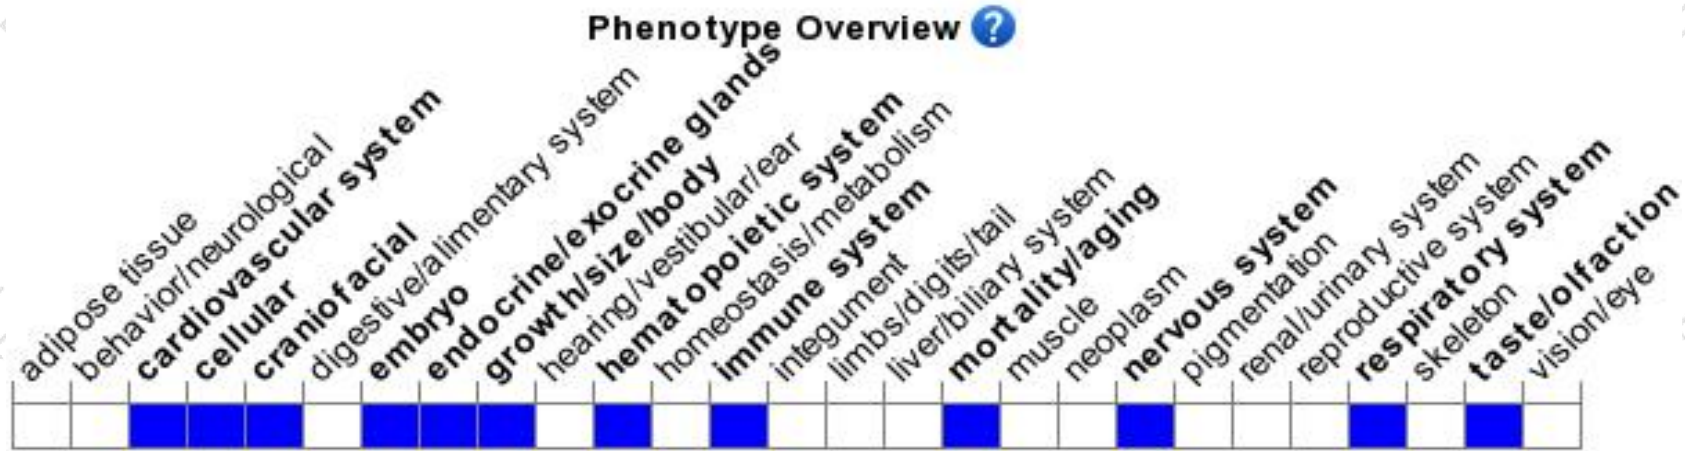 Phenotype Overview ?
adipose tissue
behavior/neurological
cardiovascular system
cellular
craniofacial
digestive/alimentary system
embryo
endocrine/exocrine glands
growth/size/body
hearing/vestibular/ear
hematopoietic system
homeostasis/metabolism
immune system
integument
limbs/digits/tail
liver/biliary system
mortality/aging
muscle
neoplasm
nervous system
pigmentation
renal/urinary system
reproductive system
respiratory system
skeleton
taste/olfaction
vision/eye